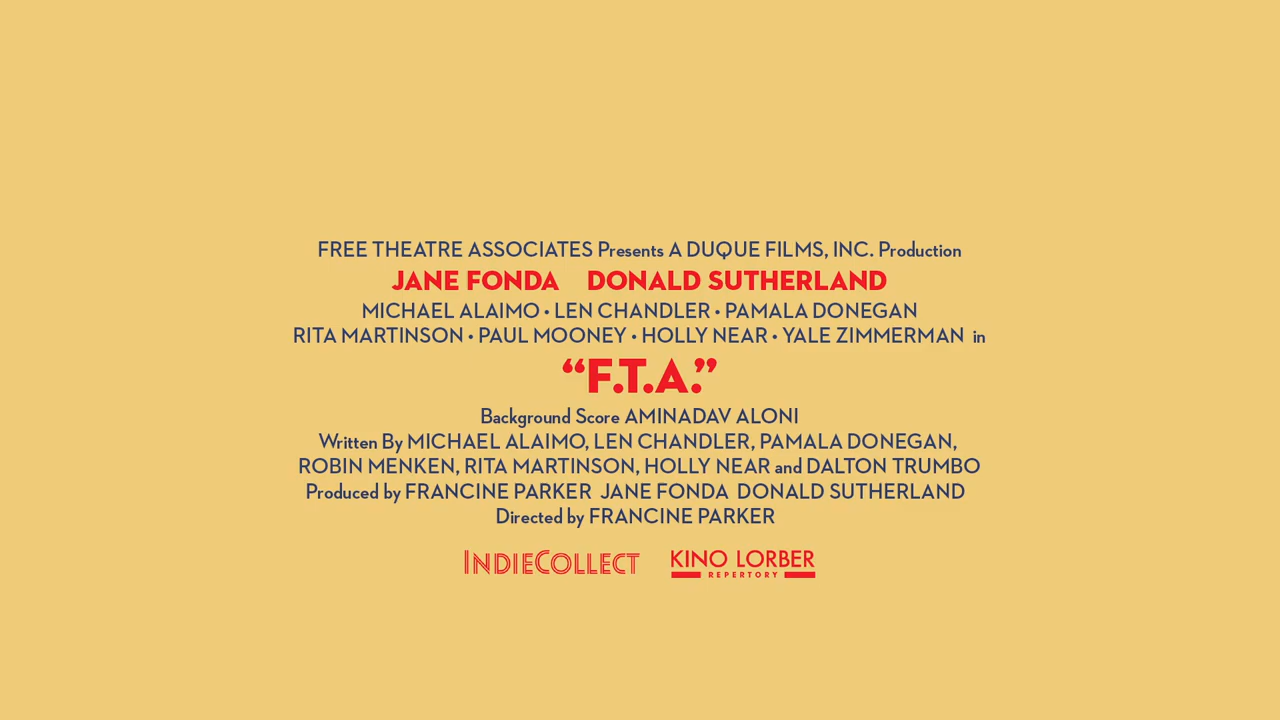 FREE THEATRE ASSOCIATES Presents A DUQUE FILMS, INC. Production
JANE FONDA DONALD SUTHERLAND
MICHAEL ALAIMO • LEN CHANDLER • PAMALA DONEGAN
RITA MARTINSON • PAUL MOONEY • HOLLY NEAR • YALE ZIMMERMAN in
“F.T.A.”
Background Score AMINADAV ALONI
Written By MICHAEL ALAIMO, LEN CHANDLER, PAMALA DONEGAN,
ROBIN MENKEN, RITA MARTINSON, HOLLY NEAR and DALTON TRUMBO
Produced by FRANCINE PARKER JANE FONDA DONALD SUTHERLAND
Directed by FRANCINE PARKER
INDIECOLLECT KINO LORBER
REPERTORY